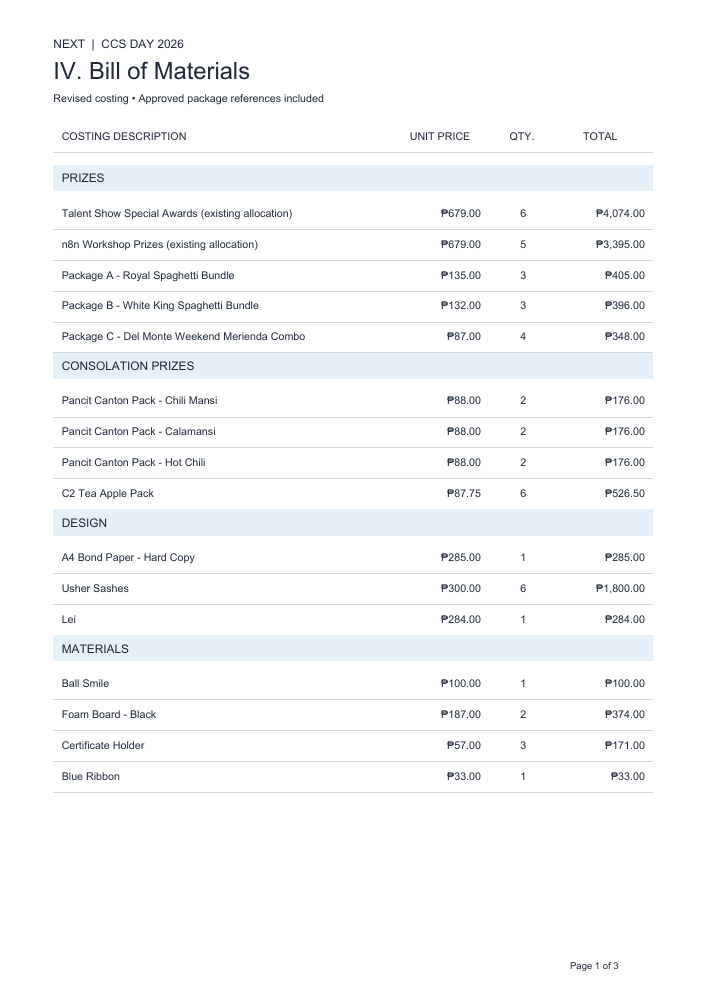 NEXT | CCS DAY 2026
IV. Bill of Materials
Revised costing • Approved package references included
COSTING DESCRIPTION UNIT PRICE QTY. TOTAL
PRIZES
Talent Show Special Awards (existing allocation) ₱679.00 6 ₱4,074.00
n8n Workshop Prizes (existing allocation) ₱679.00 5 ₱3,395.00
Package A - Royal Spaghetti Bundle ₱135.00 3 ₱405.00
Package B - White King Spaghetti Bundle ₱132.00 3 ₱396.00
Package C - Del Monte Weekend Merienda Combo ₱87.00 4 ₱348.00
CONSOLATION PRIZES
Pancit Canton Pack - Chili Mansi ₱88.00 2 ₱176.00
Pancit Canton Pack - Calamansi ₱88.00 2 ₱176.00
Pancit Canton Pack - Hot Chili ₱88.00 2 ₱176.00
C2 Tea Apple Pack ₱87.75 6 ₱526.50
DESIGN
A4 Bond Paper - Hard Copy ₱285.00 1 ₱285.00
Usher Sashes ₱300.00 6 ₱1,800.00
Lei ₱284.00 1 ₱284.00
MATERIALS
Ball Smile ₱100.00 1 ₱100.00
Foam Board - Black ₱187.00 2 ₱374.00
Certificate Holder ₱57.00 3 ₱171.00
Blue Ribbon ₱33.00 1 ₱33.00
Page 1 of 3